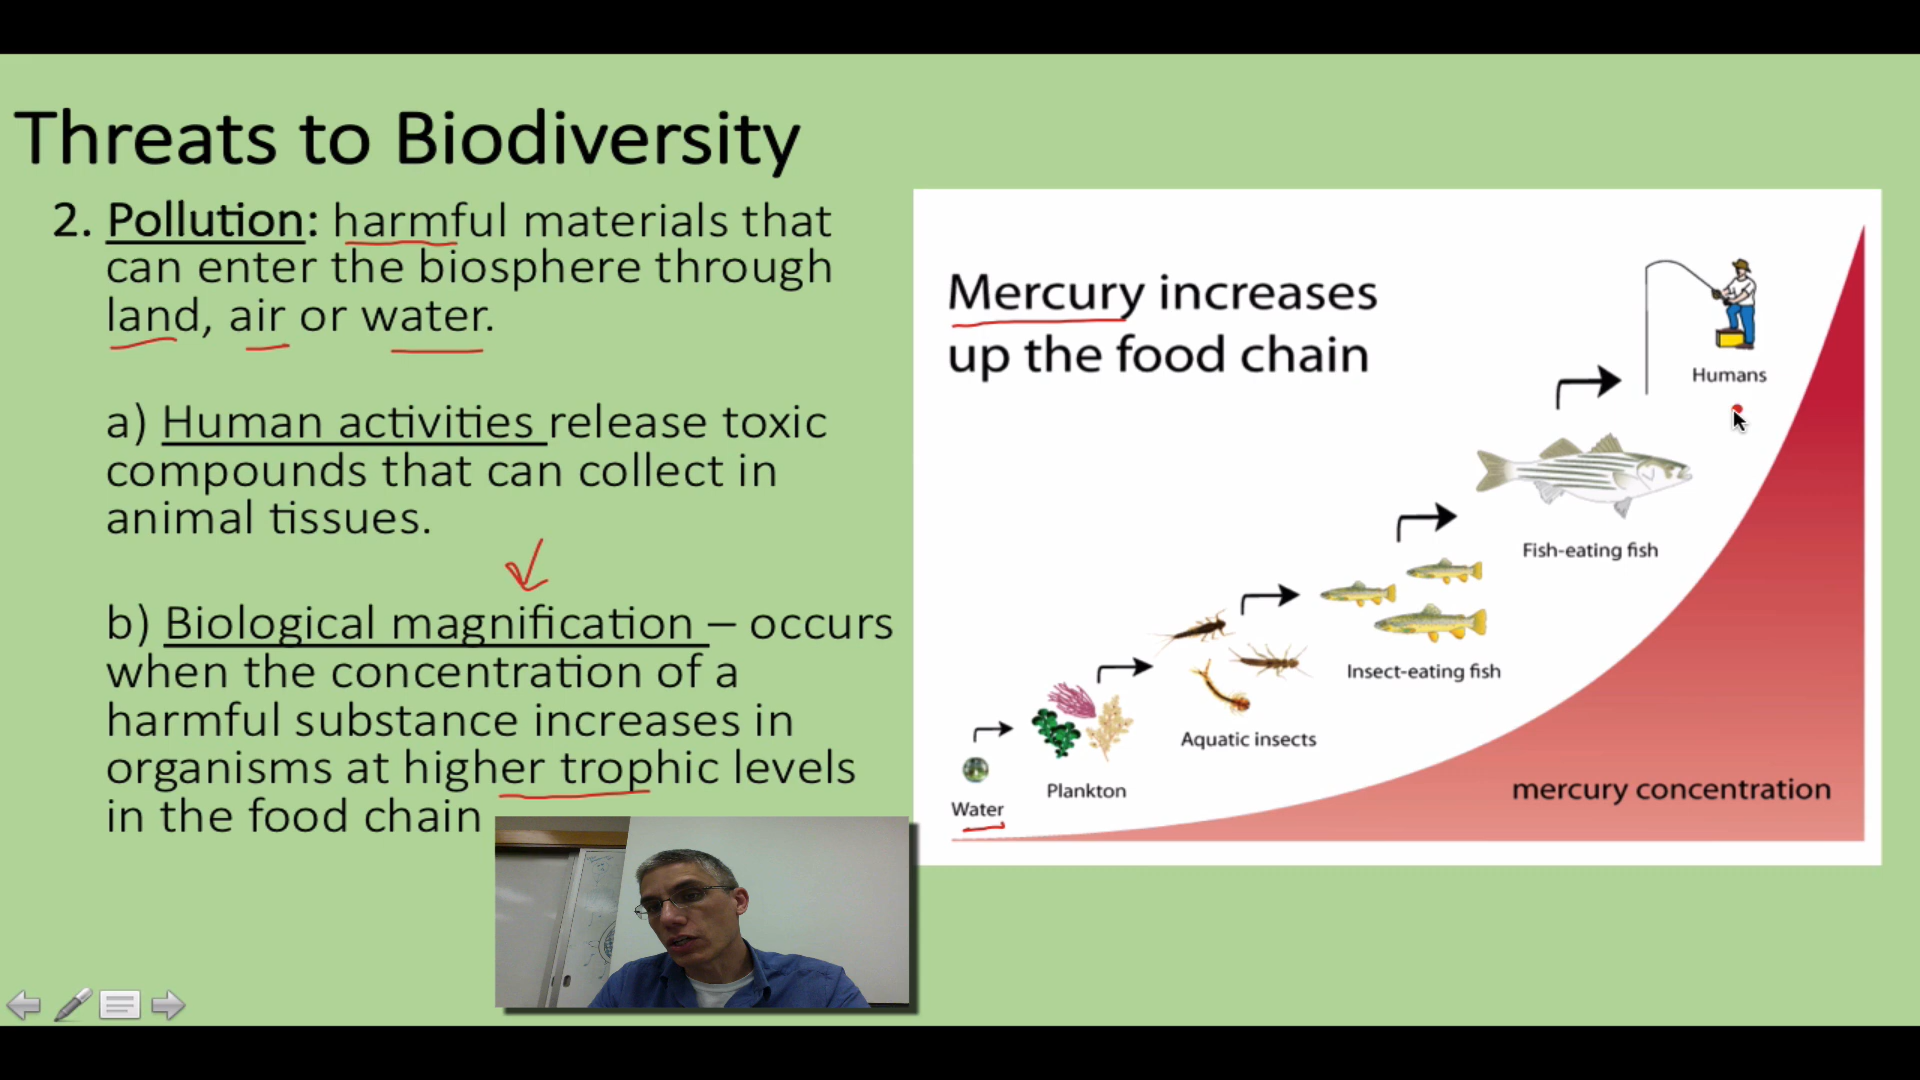 Threats to Biodiversity
2. Pollution: harmful materials that
can enter the biosphere through
land, air or water.
a) Human activities release toxic
compounds that can collect in
animal tissues.
b) Biological magnification – occurs
when the concentration of a
harmful substance increases in
organisms at higher trophic levels
in the food chain
Mercury increases
up the food chain
Humans
Fish-eating fish
Insect-eating fish
Aquatic insects
Plankton
Water
mercury concentration